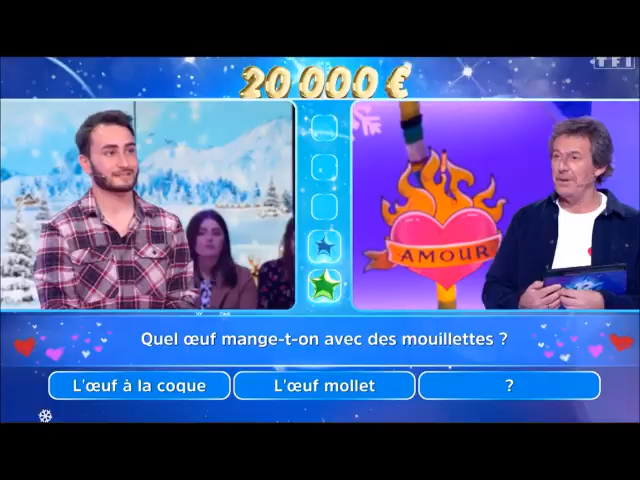 TF1
20 000 €
AMOUR
Quel œuf mange-t-on avec des mouillettes ?
L'œuf à la coque
L'œuf mollet
?